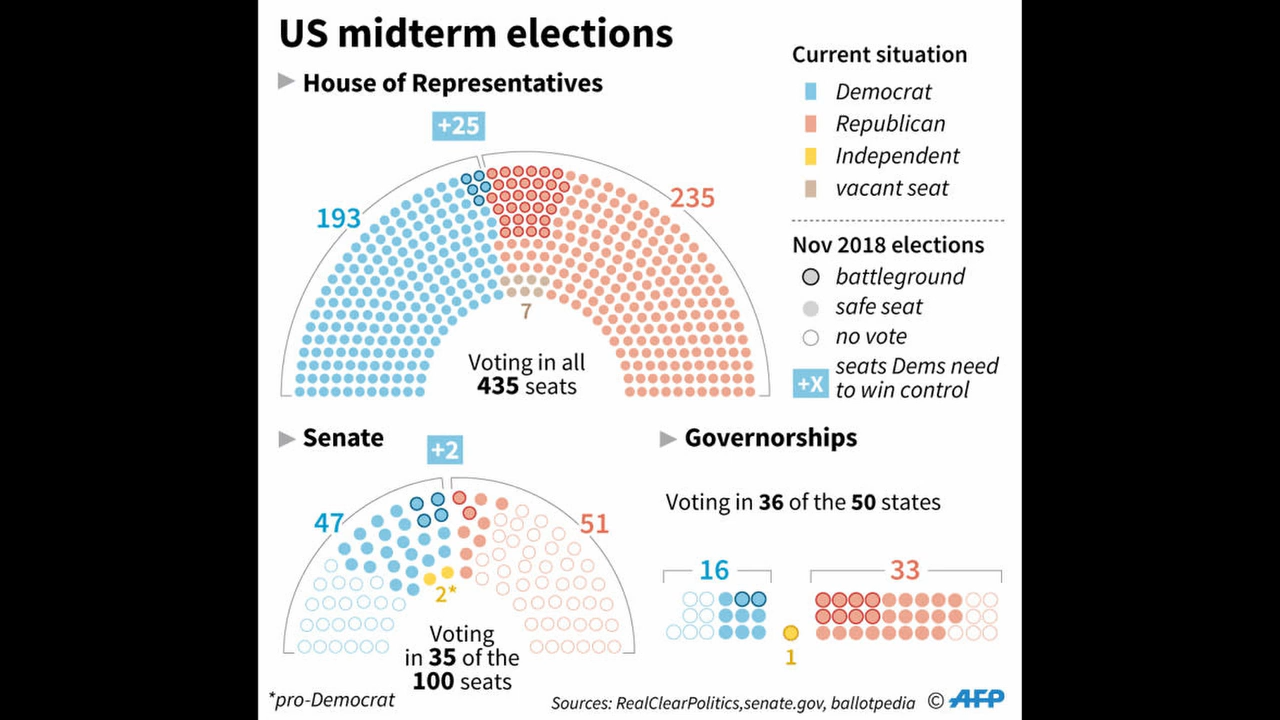 US midterm elections
House of Representatives
+25
193
235
7
Voting in all
435 seats
Current situation
Democrat
Republican
Independent
vacant seat
Nov 2018 elections
battleground
safe seat
no vote
+X
seats Dems need
to win control
Senate
+2
47
51
2*
Voting
in 35 of the
100 seats
Governorships
Voting in 36 of the 50 states
16
33
1
*pro-Democrat
Sources: RealClearPolitics,senate.gov, ballotpedia © AFP